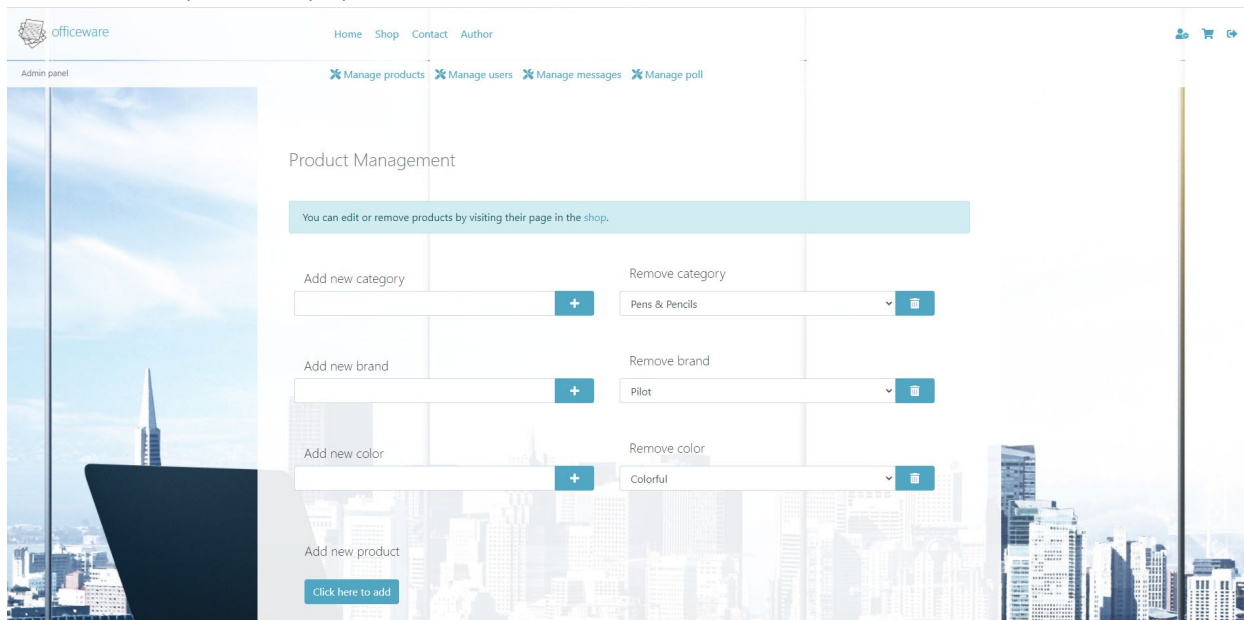 officeware
Home Shop Contact Author
Admin panel
Manage products Manage users Manage messages Manage poll
Product Management
You can edit or remove products by visiting their page in the shop.
Add new category
Remove category
+
Pens & Pencils
Add new brand
Remove brand
+
Pilot
Add new color
Remove color
+
Colorful
Add new product
Click here to add